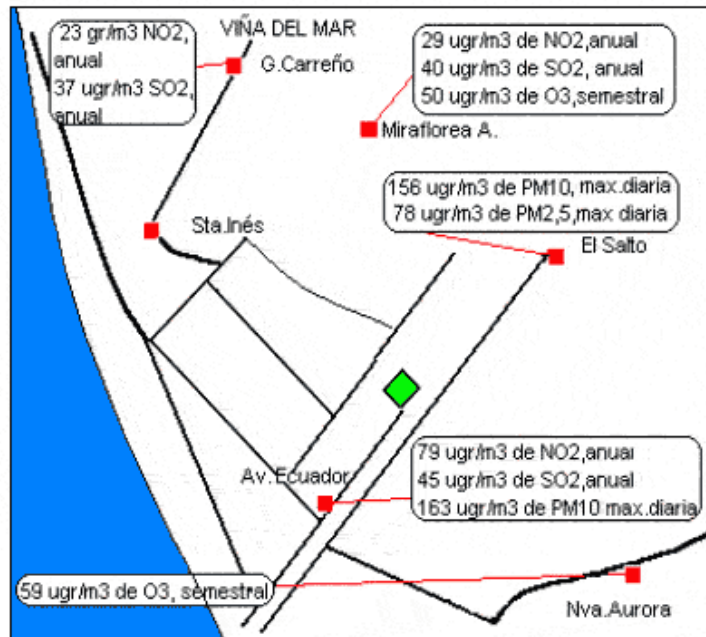 23 gr/m3 NO2,
anual
37 ugr/m3 SO2,
anual
VIÑA DEL MAR
G.Carreño
29 ugr/m3 de NO2,anual
40 ugr/m3 de SO2, anual
50 ugr/m3 de O3,semestral
Miraflorea A.
156 ugr/m3 de PM10, max.diaria
78 ugr/m3 de PM2,5,max diaria
Sta.Inés
El Salto
79 ugr/m3 de NO2,anual
45 ugr/m3 de SO2,anual
163 ugr/m3 de PM10 max.diaria
Av.Ecuador
59 ugr/m3 de O3, semestral
Nva.Aurora